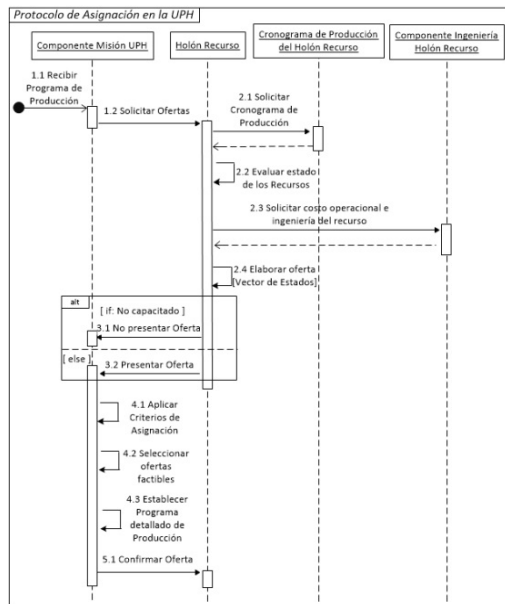 Protocolo de Asignación en la UPH
Componente Misión UPH
Holón Recurso
Cronograma de Producción
del Holón Recurso
Componente Ingeniería
Holón Recurso
1.1 Recibir
Programa de
Producción
1.2 Solicitar Ofertas
2.1 Solicitar
Cronograma de
Producción
2.2 Evaluar estado
de los Recursos
2.3 Solicitar costo operacional e
ingeniería del recurso
2.4 Elaborar oferta
[Vector de Estados]
alt
[ if: No capacitado ]
3.1 No presentar Oferta
[ else ]
3.2 Presentar Oferta
4.1 Aplicar
Criterios de
Asignación
4.2 Seleccionar
ofertas
factibles
4.3 Establecer
Programa
detallado de
Producción
5.1 Confirmar Oferta